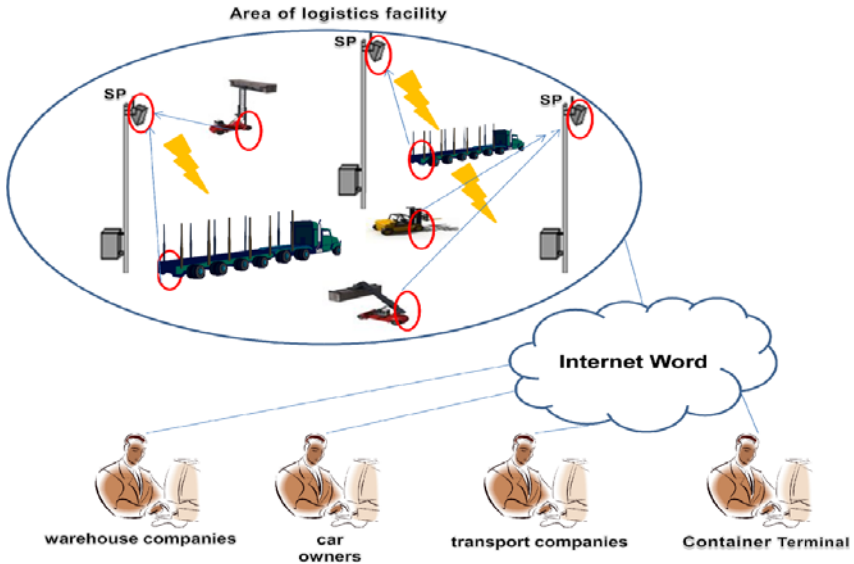 Area of logistics facility
SP
SP
SP
Internet Word
warehouse companies
car
owners
transport companies
Container Terminal